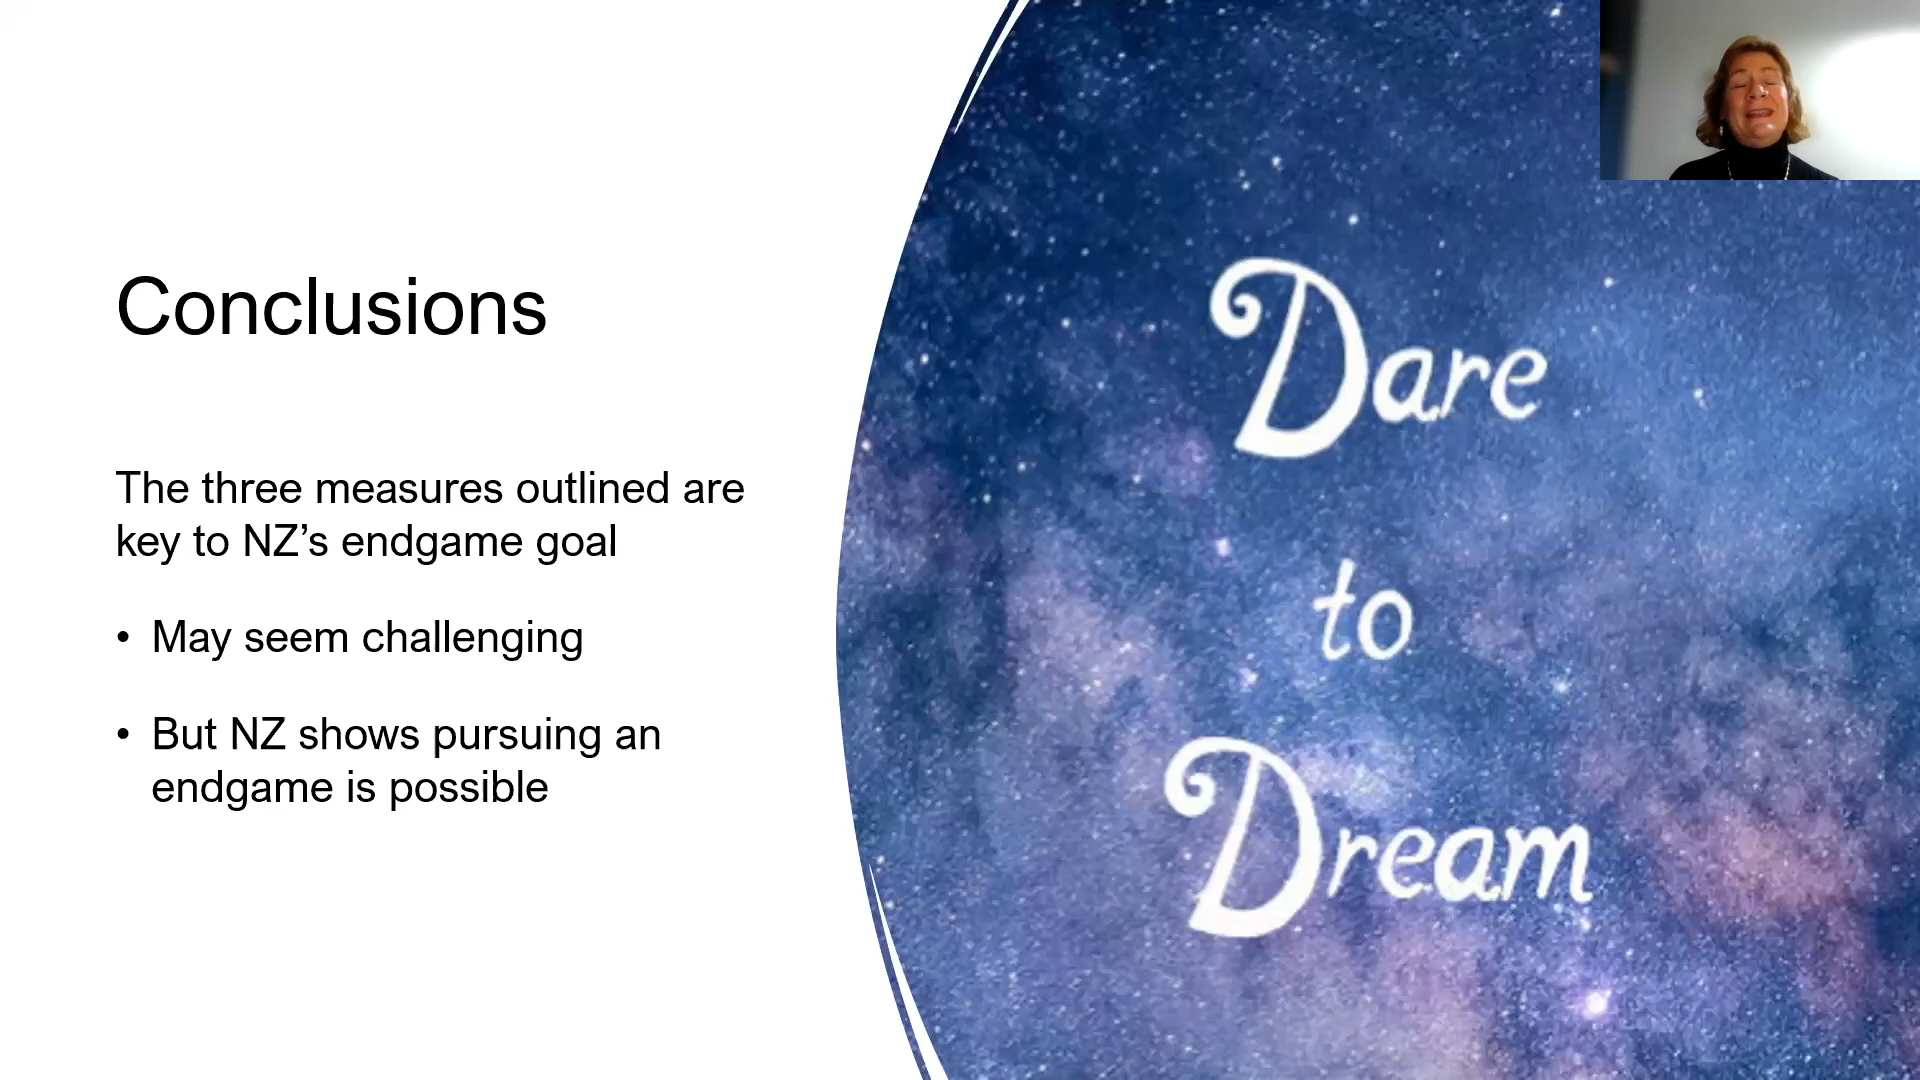 Conclusions
The three measures outlined are
key to NZ’s endgame goal
• May seem challenging
• But NZ shows pursuing an
endgame is possible
Dare
to
Dream